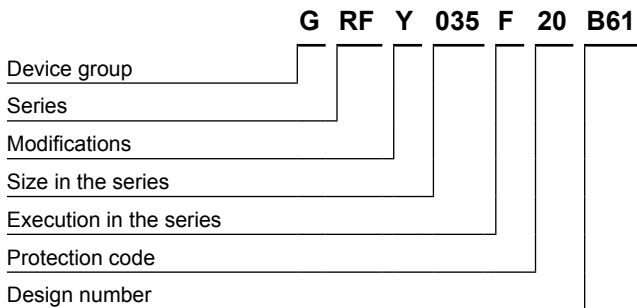 G RF Y 035 F 20 B61
Device group
Series
Modifications
Size in the series
Execution in the series
Protection code
Design number